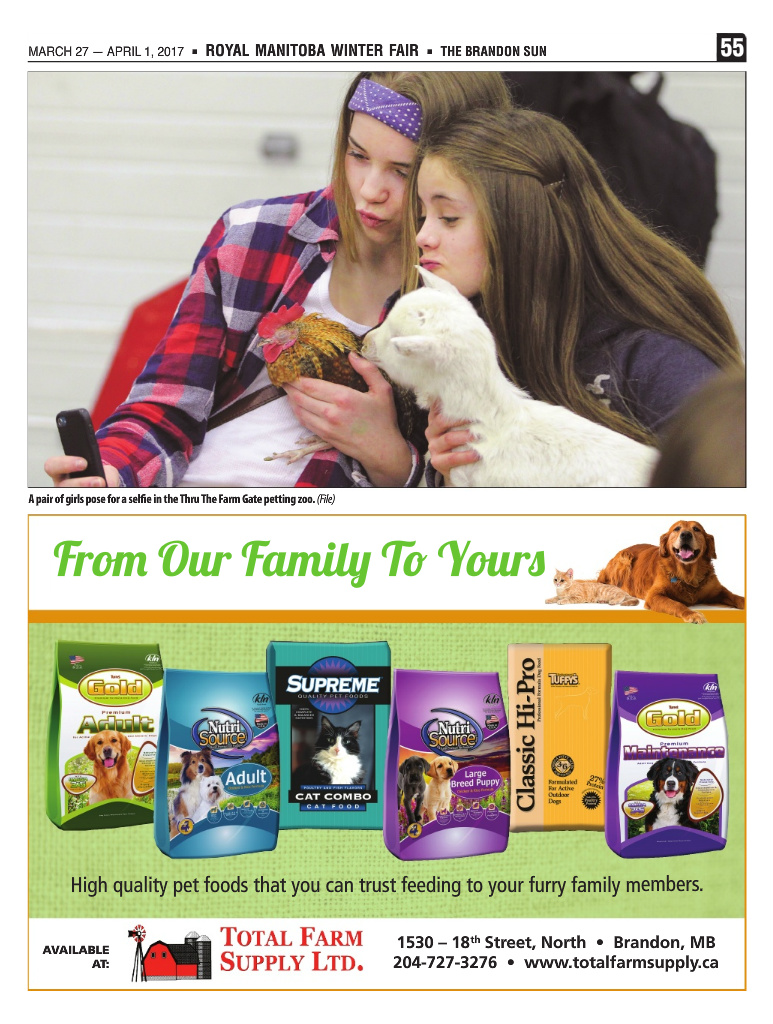 MARCH 27 — APRIL 1, 2017 ▪ ROYAL MANITOBA WINTER FAIR ▪ THE BRANDON SUN
55
A pair of girls pose for a selfie in the Thru The Farm Gate petting zoo. (File)
From Our Family To Yours
Gold
Premium
Adult
kln
Nutri
Source
Adult
4
SUPREME
QUALITY PET FOODS
CAT COMBO
CAT FOOD
kln
Nutri
Source
Large
Breed Puppy
4
Classic Hi-Pro
TUFFY'S
Formulated
For Active
Outdoor
Dogs
27%
Protein
kln
Gold
Premium
Maintenance
High quality pet foods that you can trust feeding to your furry family members.
AVAILABLE
AT:
TOTAL FARM
SUPPLY LTD.
1530 – 18th Street, North • Brandon, MB
204-727-3276 • www.totalfarmsupply.ca